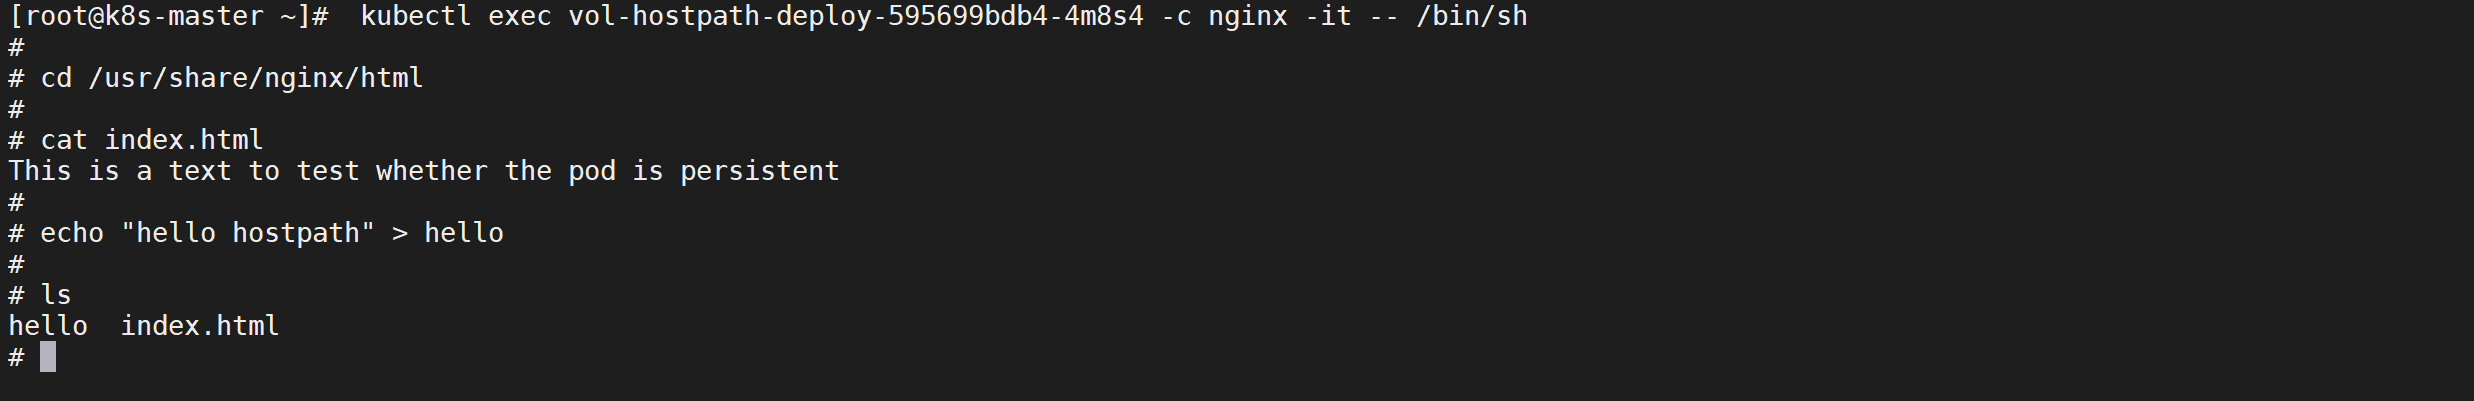 [root@k8s-master ~]#  kubectl exec vol-hostpath-deploy-595699bdb4-4m8s4 -c nginx -it -- /bin/sh
#
# cd /usr/share/nginx/html
#
# cat index.html
This is a text to test whether the pod is persistent
#
# echo "hello hostpath" > hello
#
# ls
hello  index.html
#